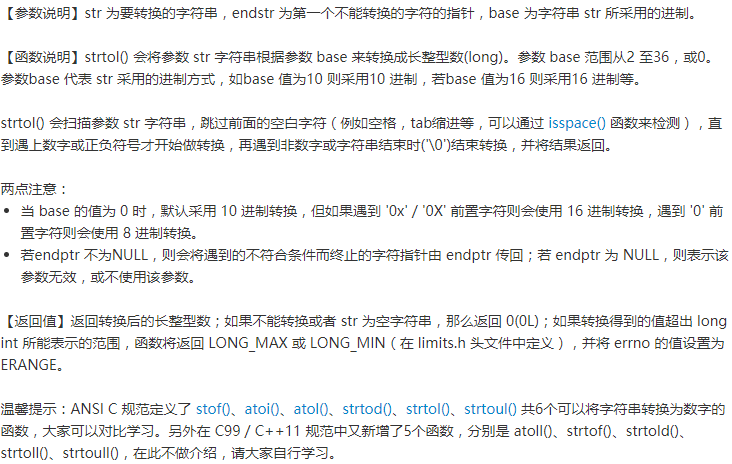 【参数说明】str 为要转换的字符串，endstr 为第一个不能转换的字符的指针，base 为字符串 str 所采用的进制。
【函数说明】strtol() 会将参数 str 字符串根据参数 base 来转换成长整型数(long)。参数 base 范围从2 至36，或0。
参数base 代表 str 采用的进制方式，如base 值为10 则采用10 进制，若base 值为16 则采用16 进制等。
strtol() 会扫描参数 str 字符串，跳过前面的空白字符（例如空格，tab缩进等，可以通过 isspace() 函数来检测），直
到遇上数字或正负符号才开始做转换，再遇到非数字或字符串结束时('\0')结束转换，并将结果返回。
两点注意：
• 当 base 的值为 0 时，默认采用 10 进制转换，但如果遇到 '0x' / '0X' 前置字符则会使用 16 进制转换，遇到 '0' 前
置字符则会使用 8 进制转换。
• 若endptr 不为NULL，则会将遇到的不符合条件而终止的字符指针由 endptr 传回；若 endptr 为 NULL，则表示该
参数无效，或不使用该参数。
【返回值】返回转换后的长整型数；如果不能转换或者 str 为空字符串，那么返回 0(0L)；如果转换得到的值超出 long
int 所能表示的范围，函数将返回 LONG_MAX 或 LONG_MIN（在 limits.h 头文件中定义），并将 errno 的值设置为
ERANGE。
温馨提示：ANSI C 规范定义了 stof()、atoi()、atol()、strtod()、strtol()、strtoul() 共6个可以将字符串转换为数字的
函数，大家可以对比学习。另外在 C99 / C++11 规范中又新增了5个函数，分别是 atoll()、strtof()、strtold()、
strtoll()、strtoull()，在此不做介绍，请大家自行学习。